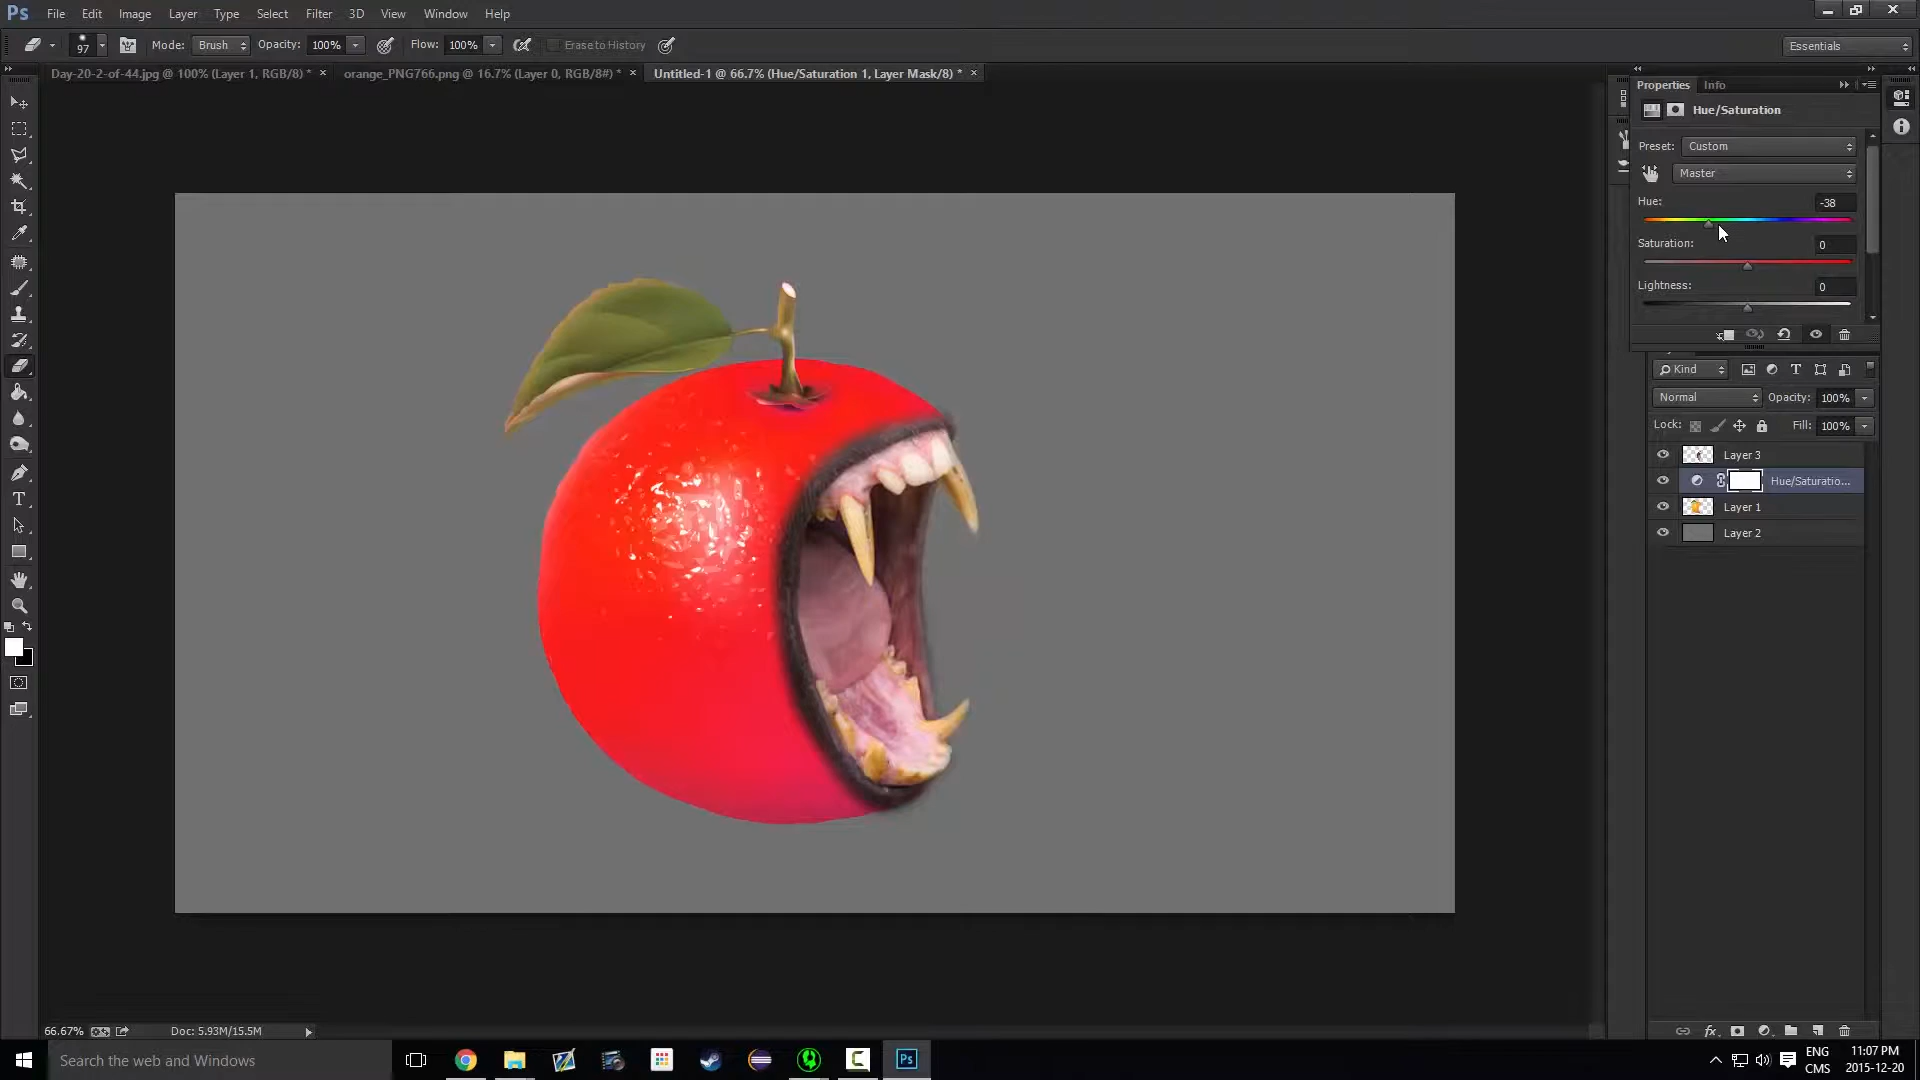 Ps File Edit Image Layer Type Select Filter 3D View Window Help
97 Mode: Brush Opacity: 100% Flow: 100% Erase to History Essentials
Day-20-2-of-44.jpg @ 100% (Layer 1, RGB/8) * × orange_PNG766.png @ 16.7% (Layer 0, RGB/8#) * × Untitled-1 @ 66.7% (Hue/Saturation 1, Layer Mask/8) * ×
Properties Info
Hue/Saturation
Preset: Custom
Master
Hue: -38
Saturation: 0
Lightness: 0
Kind
Normal Opacity: 100%
Lock: Fill: 100%
Layer 3
Hue/Saturatio...
Layer 1
Layer 2
66.67% Doc: 5.93M/15.5M
Search the web and Windows
Ps
ENG 11:07 PM
CMS 2015-12-20